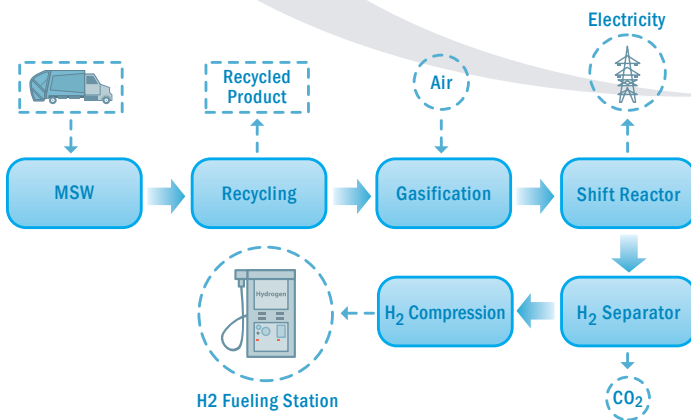 Electricity
Recycled
Product
Air
MSW
Recycling
Gasification
Shift Reactor
Hydrogen
H2 Compression
H2 Separator
H2 Fueling Station
CO2